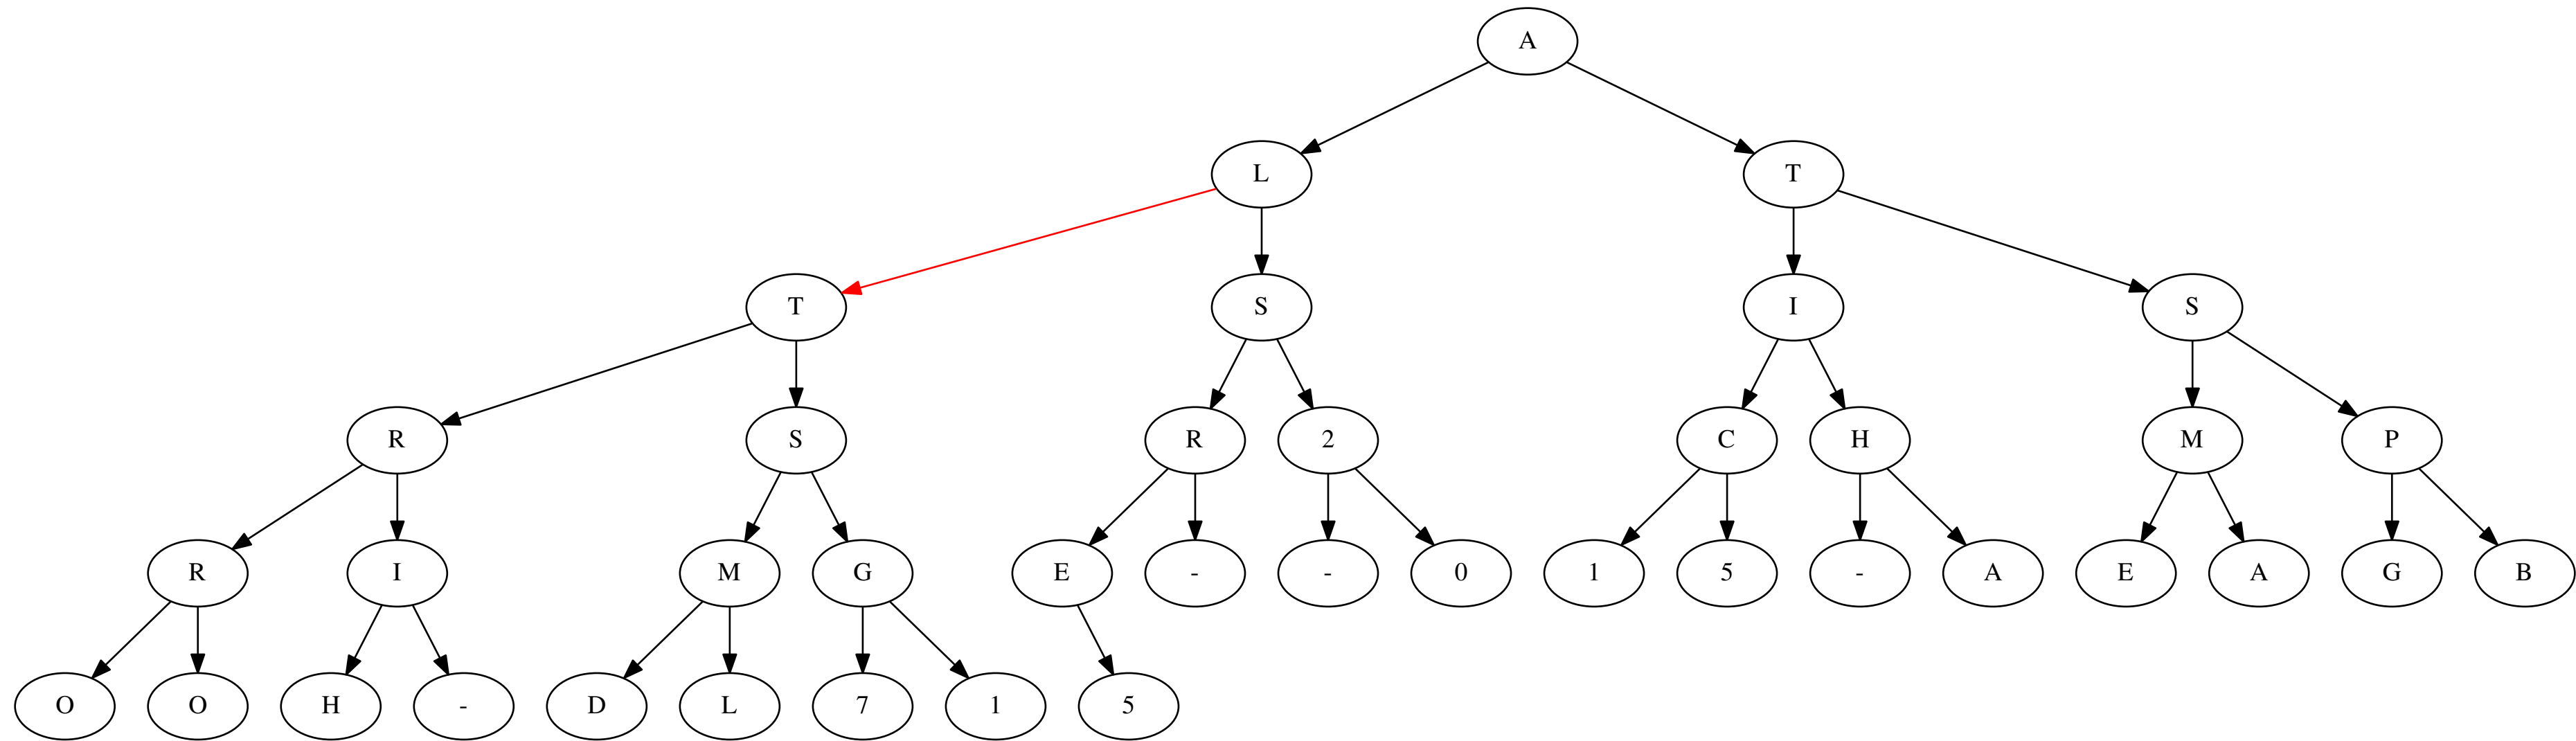 A
L T
T S I S
R S R 2 C H M P
R I M G E - - 0 1 5 - A E A G B
O O H - D L 7 1 5